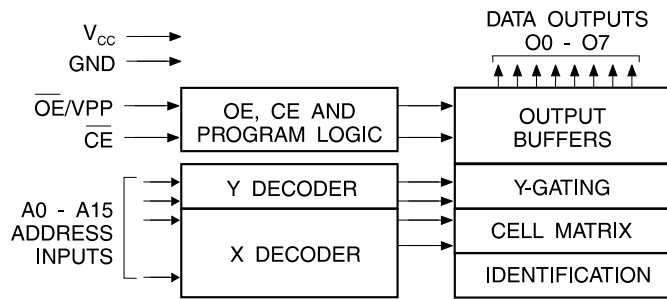 DATA OUTPUTS
O0 - O7
VCC
GND
OE/VPP
CE
OE, CE AND
PROGRAM LOGIC
OUTPUT
BUFFERS
A0 - A15
ADDRESS
INPUTS
Y DECODER
X DECODER
Y-GATING
CELL MATRIX
IDENTIFICATION